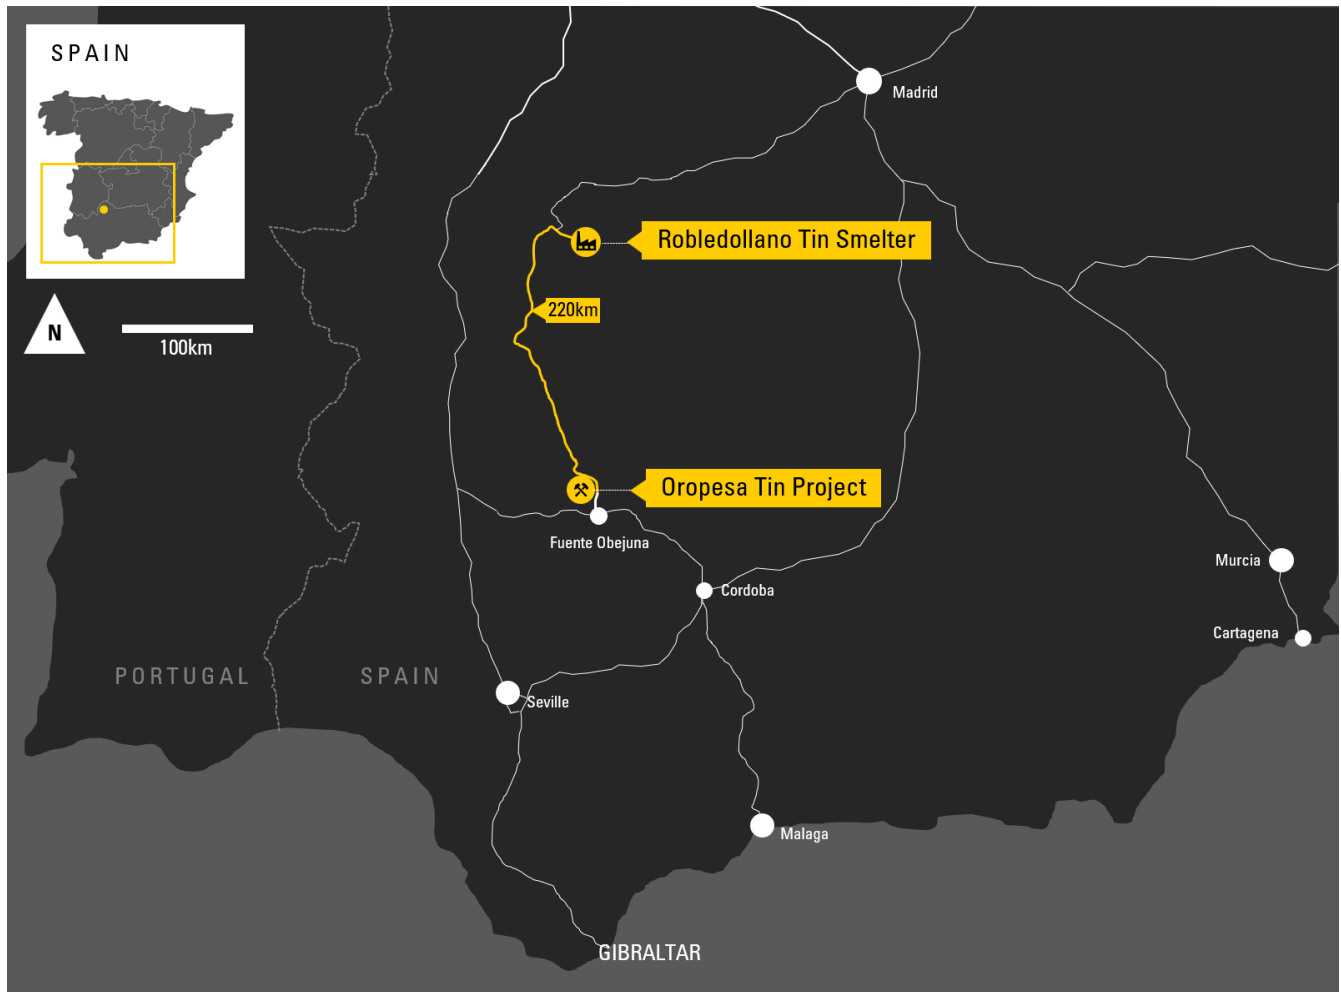 SPAIN
Madrid
Robledollano Tin Smelter
220km
N
100km
Oropesa Tin Project
Fuente Obejuna
Murcia
Cordoba
Cartagena
PORTUGAL
SPAIN
Seville
Malaga
GIBRALTAR